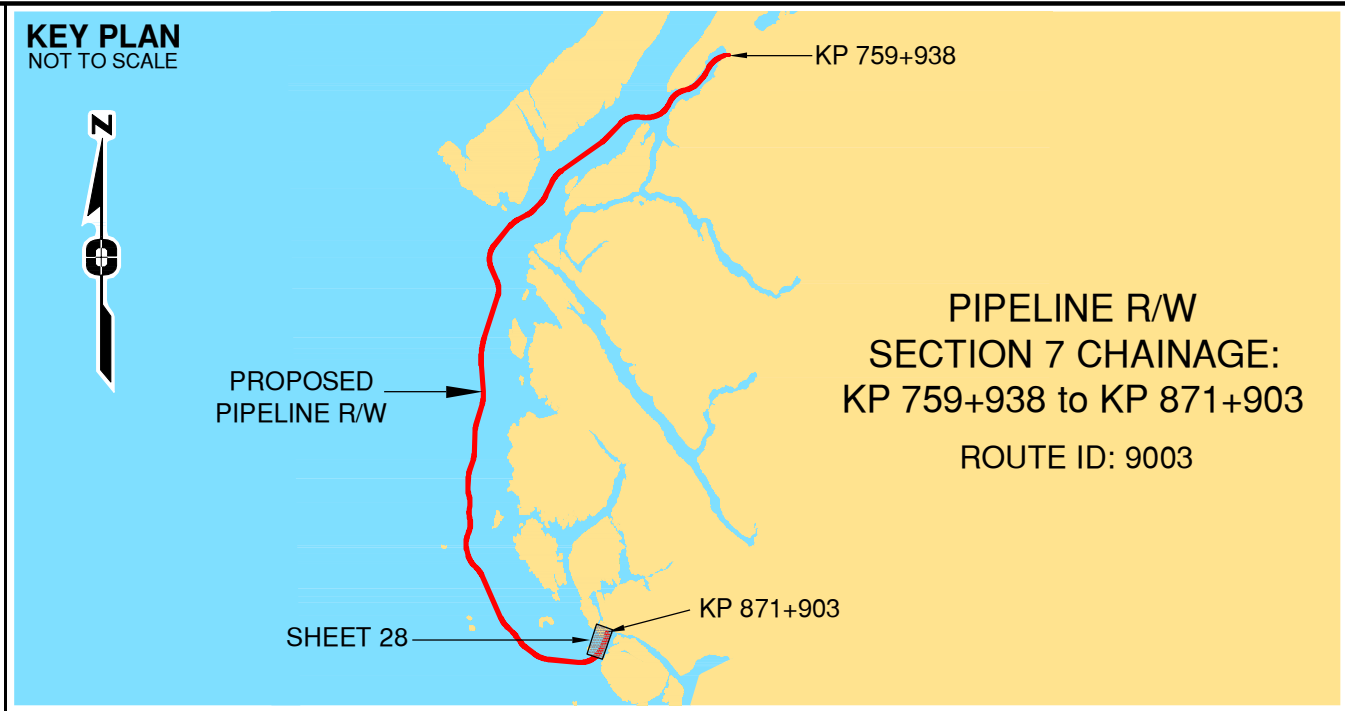 KEY PLAN
NOT TO SCALE
N
KP 759+938
PROPOSED
PIPELINE R/W
PIPELINE R/W
SECTION 7 CHAINAGE:
KP 759+938 to KP 871+903
ROUTE ID: 9003
KP 871+903
SHEET 28